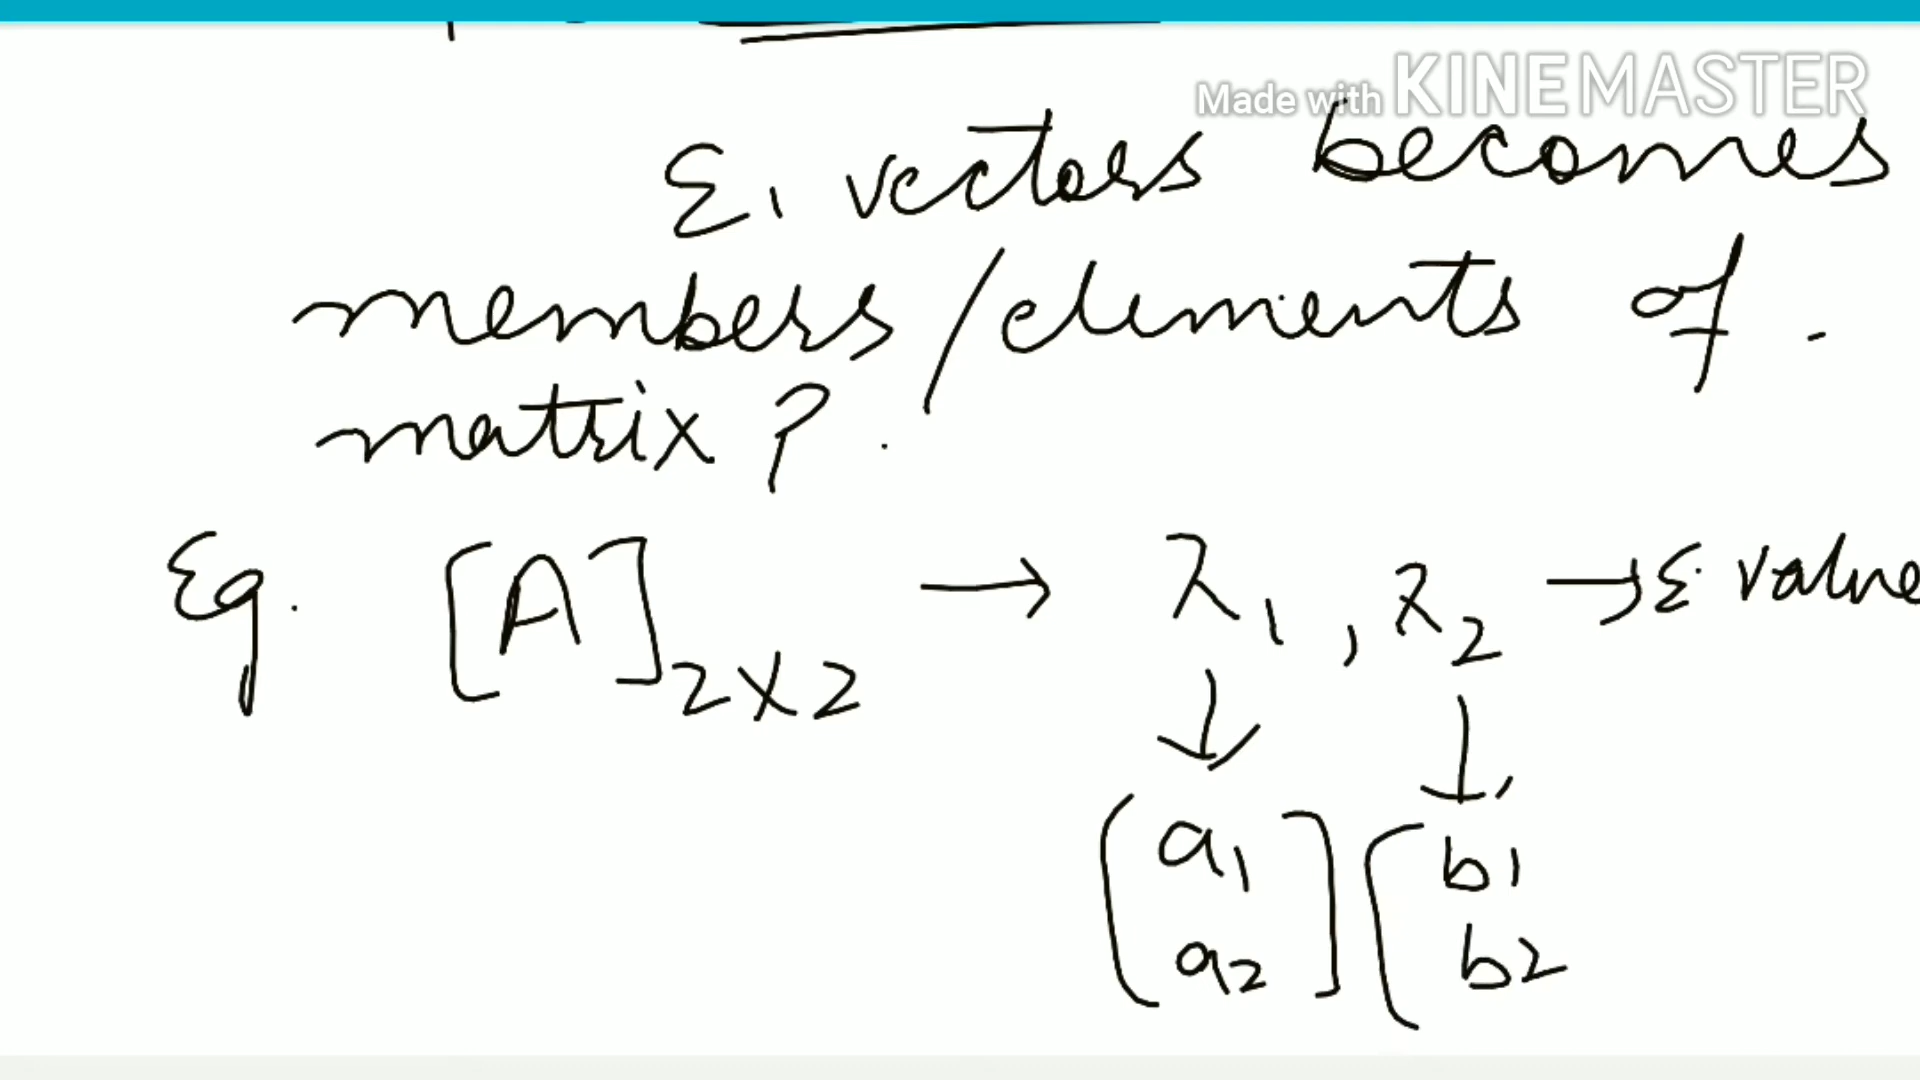 Made with KINEMASTER
E. vectors becomes
members/elements of
matrix P.
Eg. [A]2x2 → λ1, λ2 → E. value
↓ ↓
[a1 [b1
a2] b2